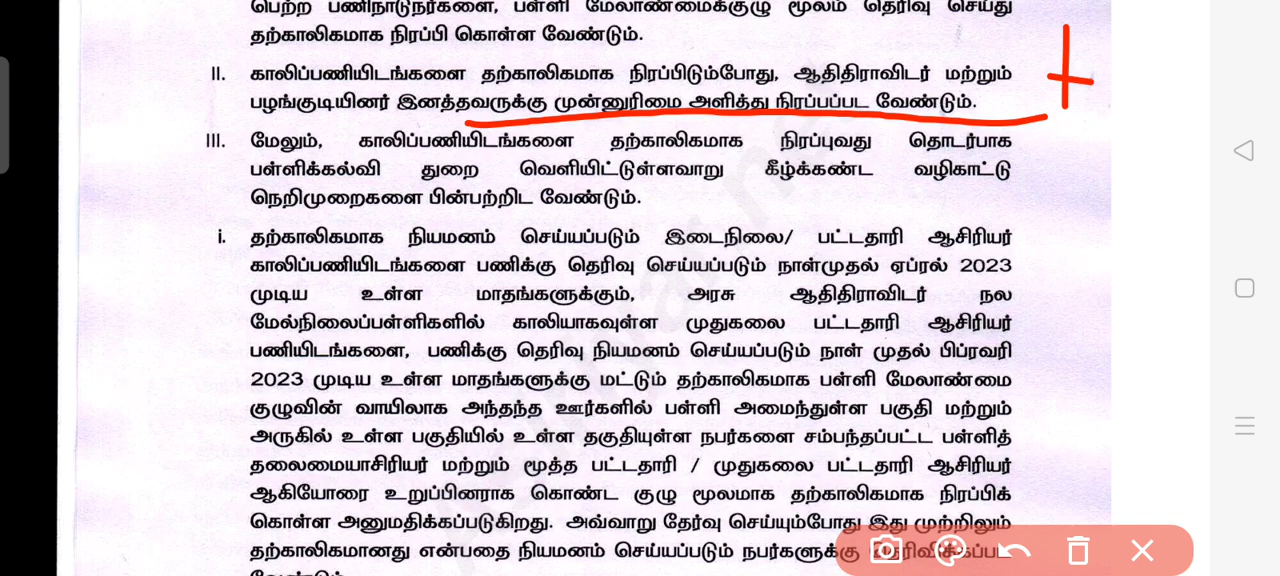 பெற்ற பணிநாடுநர்களை, பள்ளி மேலாண்மைக்குழு மூலம் தெரிவு செய்து
தற்காலிகமாக நிரப்பி கொள்ள வேண்டும்.
II. காலிப்பணியிடங்களை தற்காலிகமாக நிரப்பிடும்போது, ஆதிதிராவிடர் மற்றும்
பழங்குடியினர் இனத்தவருக்கு முன்னுரிமை அளித்து நிரப்பப்பட வேண்டும்.
III. மேலும், காலிப்பணியிடங்களை தற்காலிகமாக நிரப்புவது தொடர்பாக
பள்ளிக்கல்வி துறை வெளியிட்டுள்ளவாறு கீழ்க்கண்ட வழிகாட்டு
நெறிமுறைகளை பின்பற்றிட வேண்டும்.
i. தற்காலிகமாக நியமனம் செய்யப்படும் இடைநிலை/ பட்டதாரி ஆசிரியர்
காலிப்பணியிடங்களை பணிக்கு தெரிவு செய்யப்படும் நாள்முதல் ஏப்ரல் 2023
முடிய உள்ள மாதங்களுக்கும், அரசு ஆதிதிராவிடர் நல
மேல்நிலைப்பள்ளிகளில் காலியாகவுள்ள முதுகலை பட்டதாரி ஆசிரியர்
பணியிடங்களை, பணிக்கு தெரிவு நியமனம் செய்யப்படும் நாள் முதல் பிப்ரவரி
2023 முடிய உள்ள மாதங்களுக்கு மட்டும் தற்காலிகமாக பள்ளி மேலாண்மை
குழுவின் வாயிலாக அந்தந்த ஊர்களில் பள்ளி அமைந்துள்ள பகுதி மற்றும்
அருகில் உள்ள பகுதியில் உள்ள தகுதியுள்ள நபர்களை சம்பந்தப்பட்ட பள்ளித்
தலைமையாசிரியர் மற்றும் மூத்த பட்டதாரி / முதுகலை பட்டதாரி ஆசிரியர்
ஆகியோரை உறுப்பினராக கொண்ட குழு மூலமாக தற்காலிகமாக நிரப்பிக்
கொள்ள அனுமதிக்கப்படுகிறது. அவ்வாறு தேர்வு செய்யும்போது இது முற்றிலும்
தற்காலிகமானது என்பதை நியமனம் செய்யப்படும் நபர்களுக்கு தெரிவிக்கப்பட
வேண்டும்.